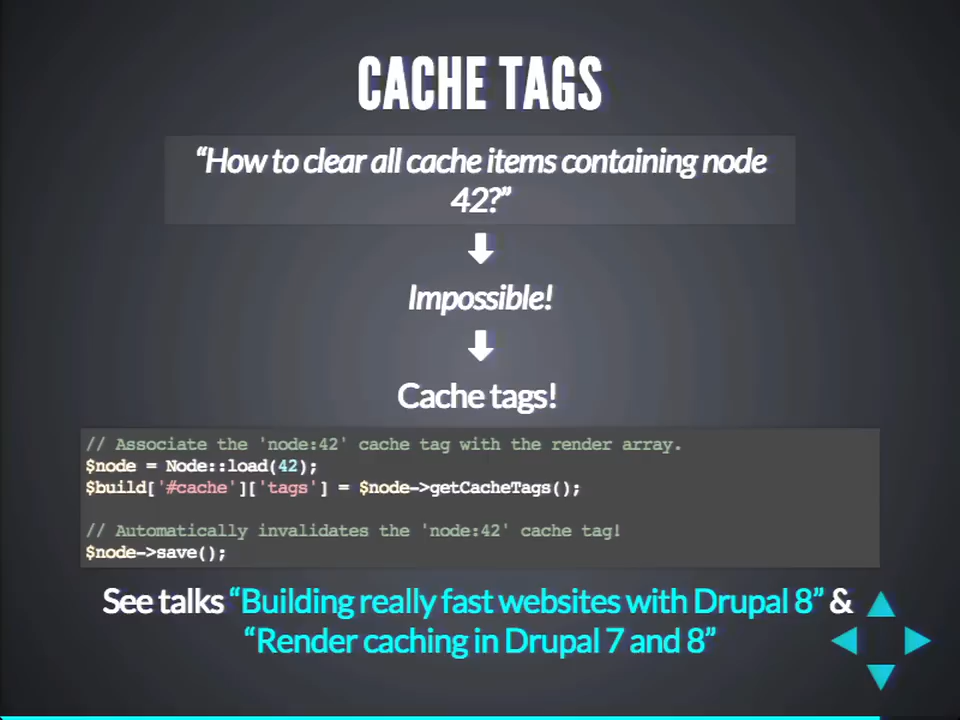 CACHE TAGS
“How to clear all cache items containing node
42?”
Impossible!
Cache tags!
// Associate the 'node:42' cache tag with the render array.
$node = Node::load(42);
$build['#cache']['tags'] = $node->getCacheTags();
// Automatically invalidates the 'node:42' cache tag!
$node->save();
See talks “Building really fast websites with Drupal 8” &
“Render caching in Drupal 7 and 8”